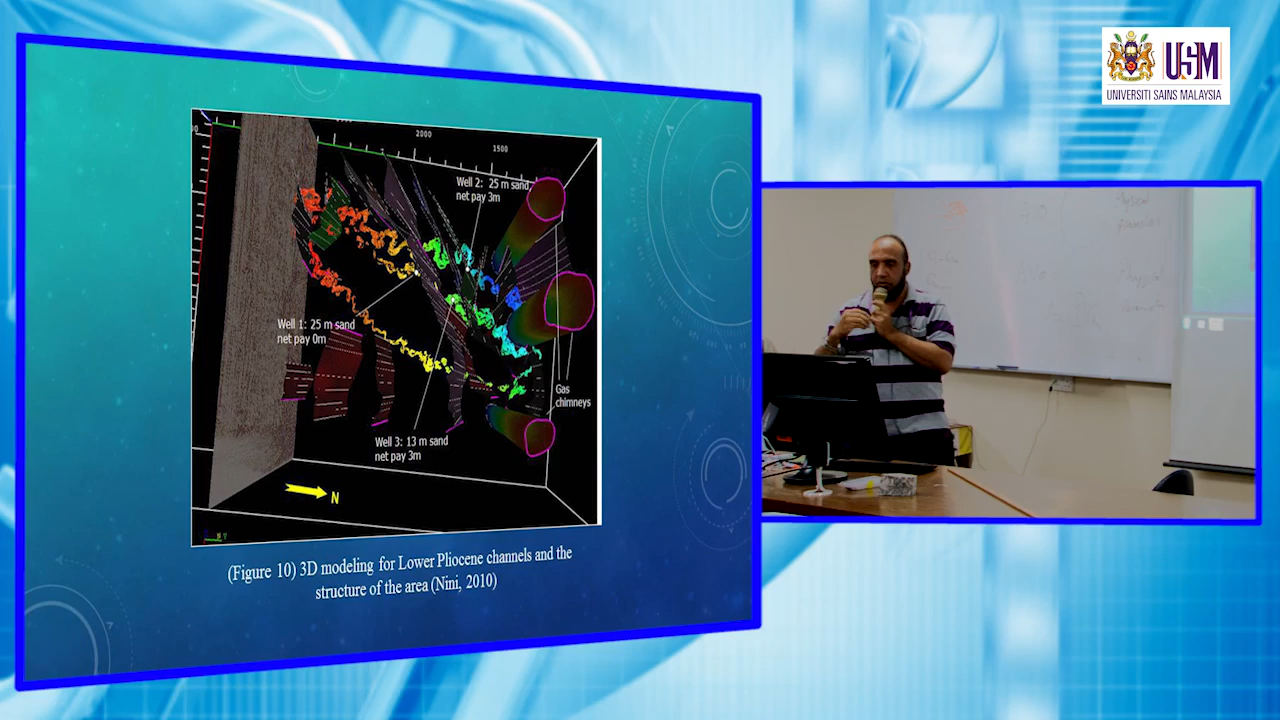 USM
UNIVERSITI SAINS MALAYSIA
2000
1500
Well 2: 25 m sand
net pay 3m
Well 1: 25 m sand
net pay 0m
Gas
chimneys
Well 3: 13 m sand
net pay 3m
N
(Figure 10) 3D modeling for Lower Pliocene channels and the
structure of the area (Nini, 2010)